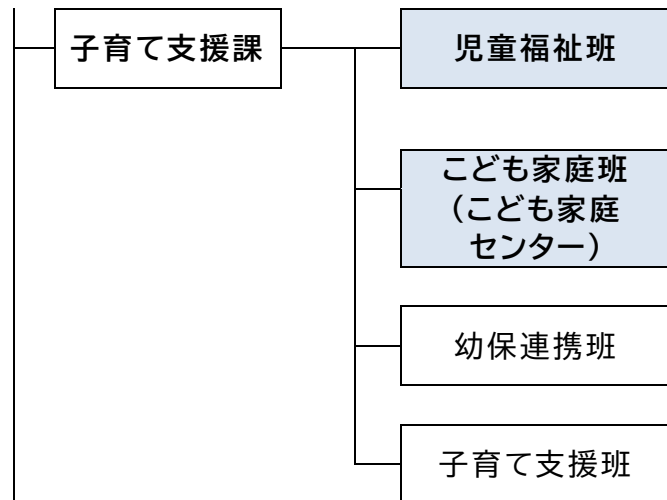 子育て支援課
児童福祉班
こども家庭班
（こども家庭
センター）
幼保連携班
子育て支援班